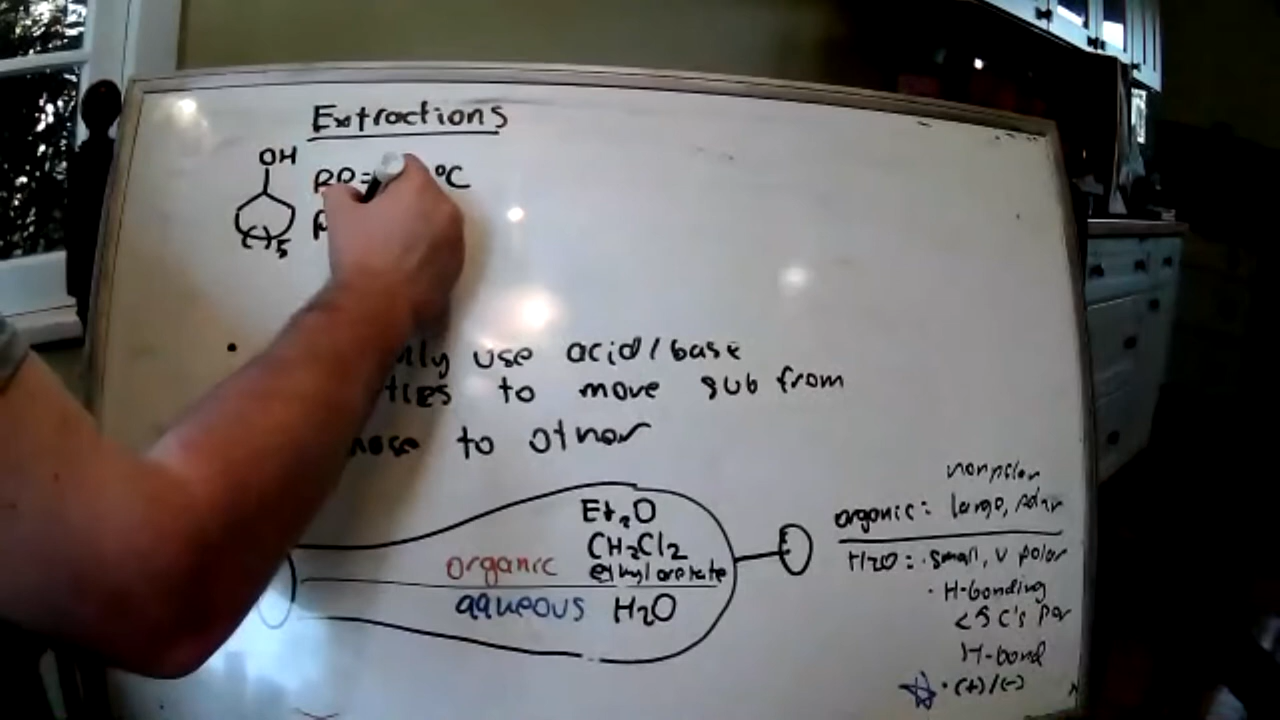 Extractions
OH
BP= °C
( )5
• use acid/base
to move sub from
to other
Et2O
CH2Cl2
organic ethyl acetate
aqueous H2O
nonpolar
organic: large, polar
H2O: • small, v polar
• H-bonding
<5 C's per
H-bond
• (+)/(-)